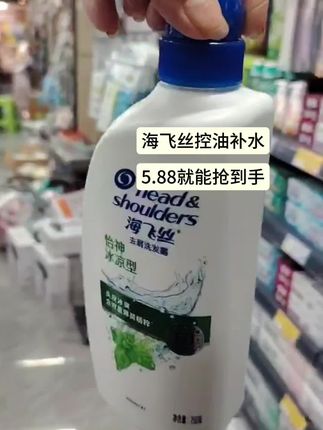 海飞丝控油补水
5.88就能抢到手
head &
shoulders
海飞丝
去屑洗发露
怡神
冰凉型